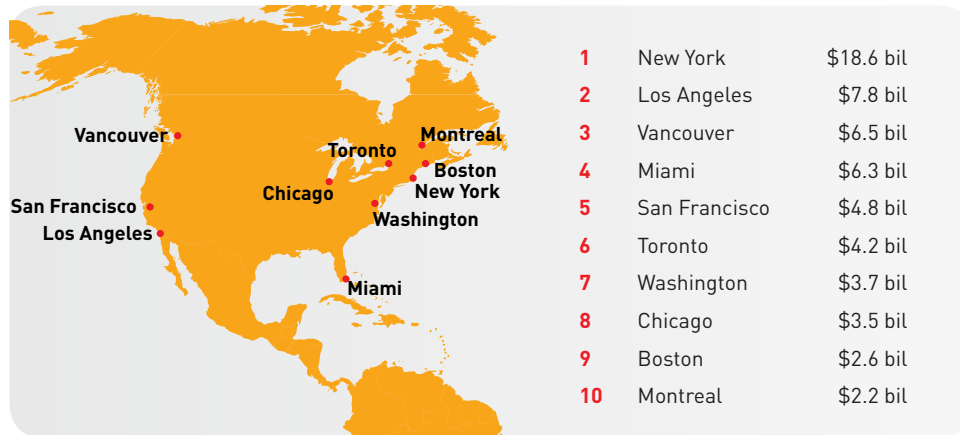 Vancouver
Montreal
Toronto
Boston
Chicago
New York
San Francisco
Washington
Los Angeles
Miami
1 New York $18.6 bil
2 Los Angeles $7.8 bil
3 Vancouver $6.5 bil
4 Miami $6.3 bil
5 San Francisco $4.8 bil
6 Toronto $4.2 bil
7 Washington $3.7 bil
8 Chicago $3.5 bil
9 Boston $2.6 bil
10 Montreal $2.2 bil